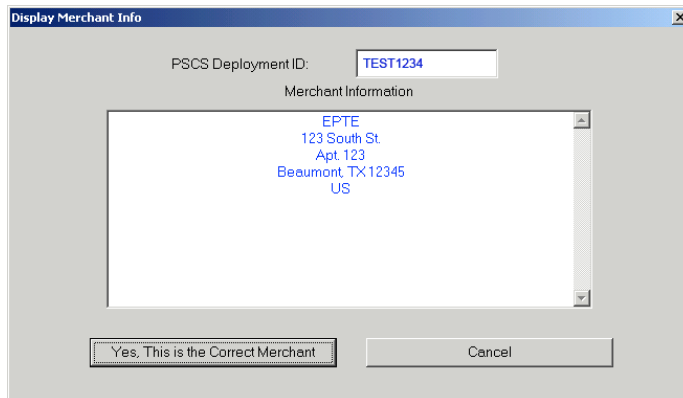 Display Merchant Info
PSCS Deployment ID: TEST1234
Merchant Information
EPTE
123 South St.
Apt. 123
Beaumont, TX 12345
US
Yes, This is the Correct Merchant Cancel